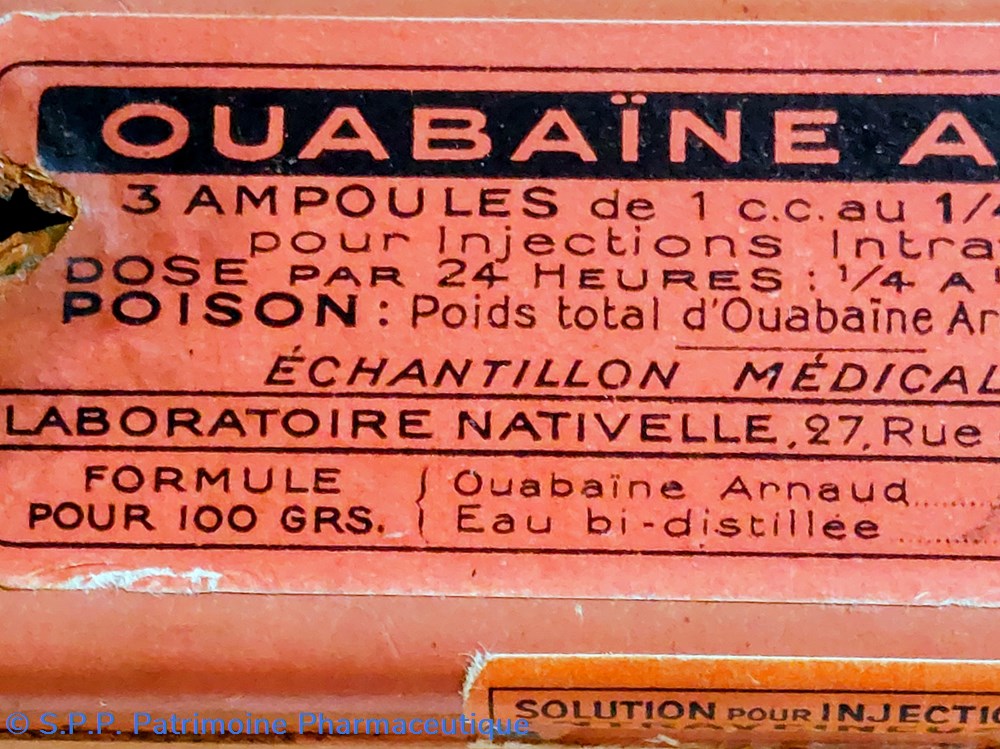 OUABAÏNE A
3 AMPOULES de 1 c.c. au 1/4
pour Injections Intra
DOSE PAR 24 HEURES : 1/4 A
POISON : Poids total d'Ouabaïne Ar
ÉCHANTILLON MÉDICAL
LABORATOIRE NATIVELLE, 27, Rue
FORMULE
POUR 100 GRS.
Ouabaïne Arnaud
Eau bi-distillée
SOLUTION POUR INJECTIO
© S.P.P. Patrimoine Pharmaceutique